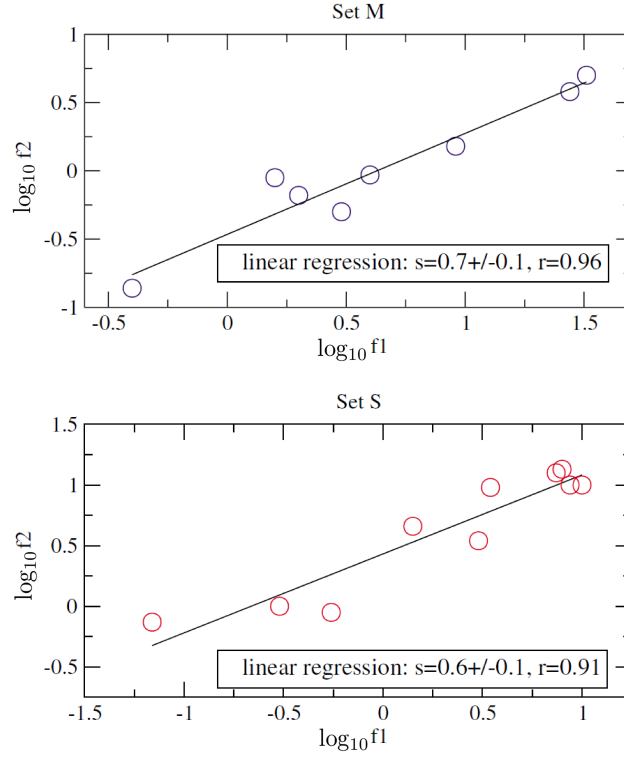 Set M
1
0.5
0
-0.5
-1
log10 f2
linear regression: s=0.7+/-0.1, r=0.96
-0.5 0 0.5 1 1.5
log10 f1
Set S
1.5
1
0.5
0
-0.5
log10 f2
linear regression: s=0.6+/-0.1, r=0.91
-1.5 -1 -0.5 0 0.5 1
log10 f1